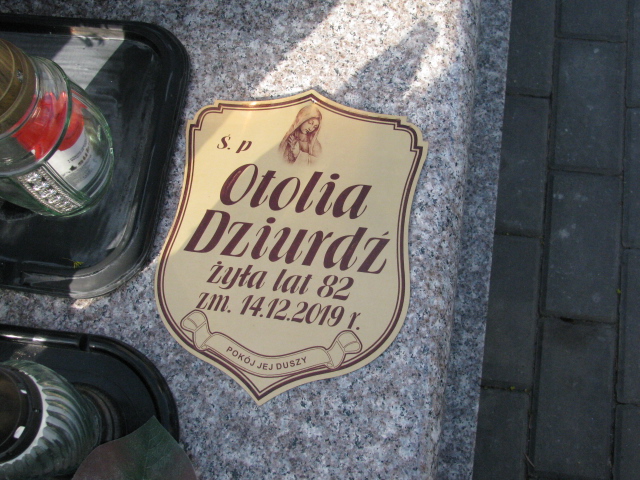 Ś. p
Otolia
Dziurdź
żyła lat 82
zm. 14.12.2019 r.
POKÓJ JEJ DUSZY